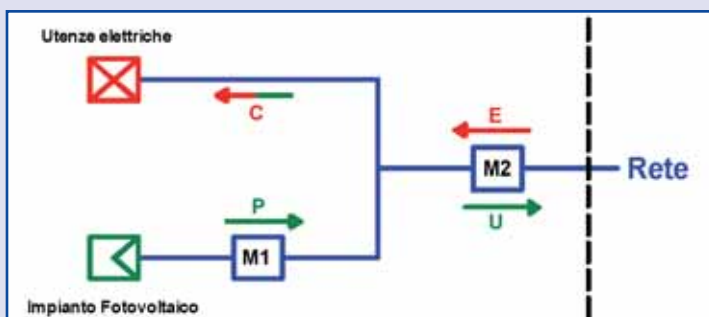 Utenze elettriche
C
E
M2
Rete
P
U
M1
Impianto Fotovoltaico